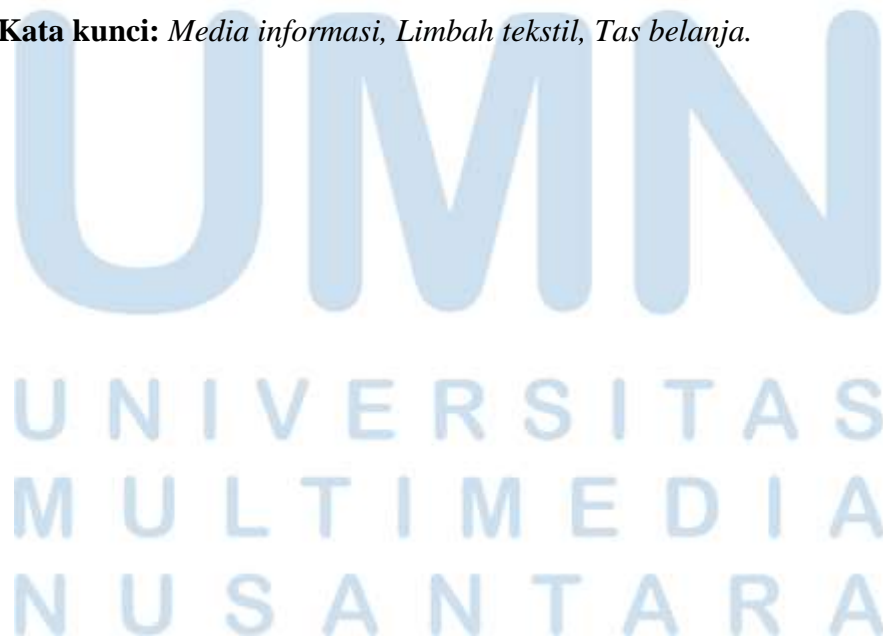 Kata kunci: Media informasi, Limbah tekstil, Tas belanja.
UMN
UNIVERSITAS
MULTIMEDIA
NUSANTARA